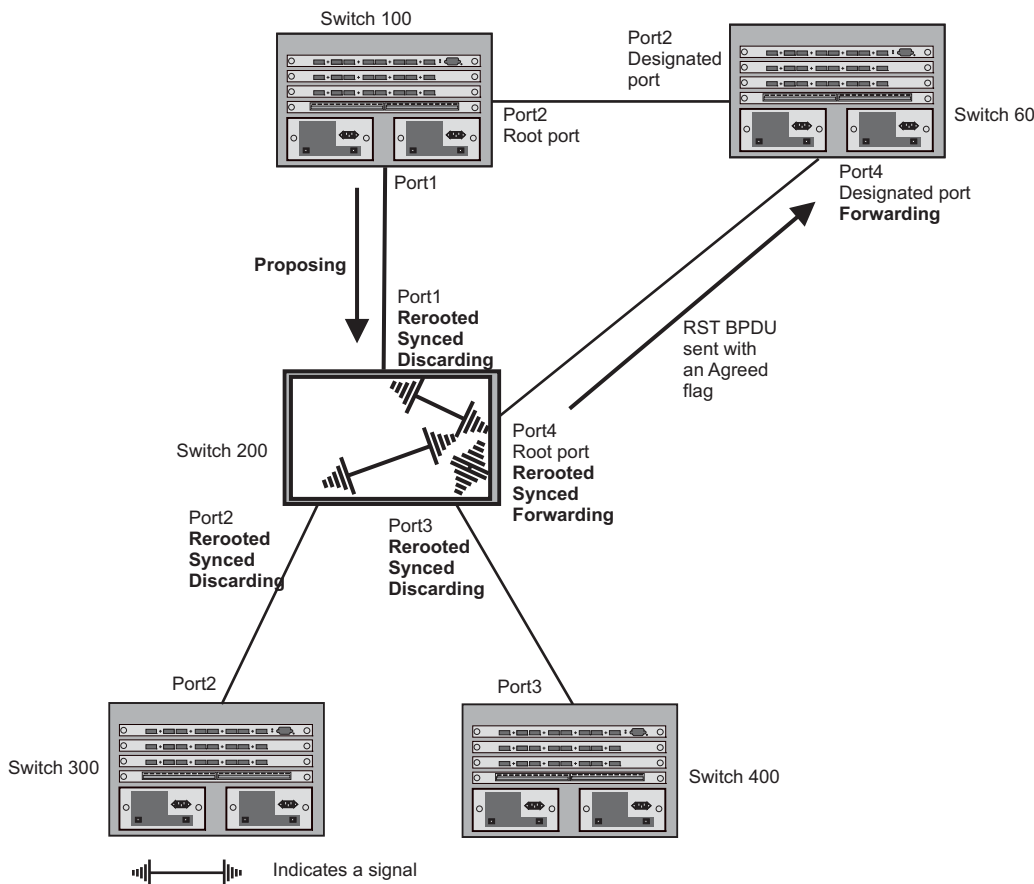 Switch 100
Port2
Designated
port
Switch 60
Port2
Root port
Port1
Port4
Designated port
Forwarding
Proposing
Port1
Rerooted
Synced
Discarding
RST BPDU
sent with
an Agreed
flag
Switch 200
Port4
Root port
Rerooted
Synced
Forwarding
Port2
Rerooted
Synced
Discarding
Port3
Rerooted
Synced
Discarding
Port2
Port3
Switch 300
Switch 400
Indicates a signal